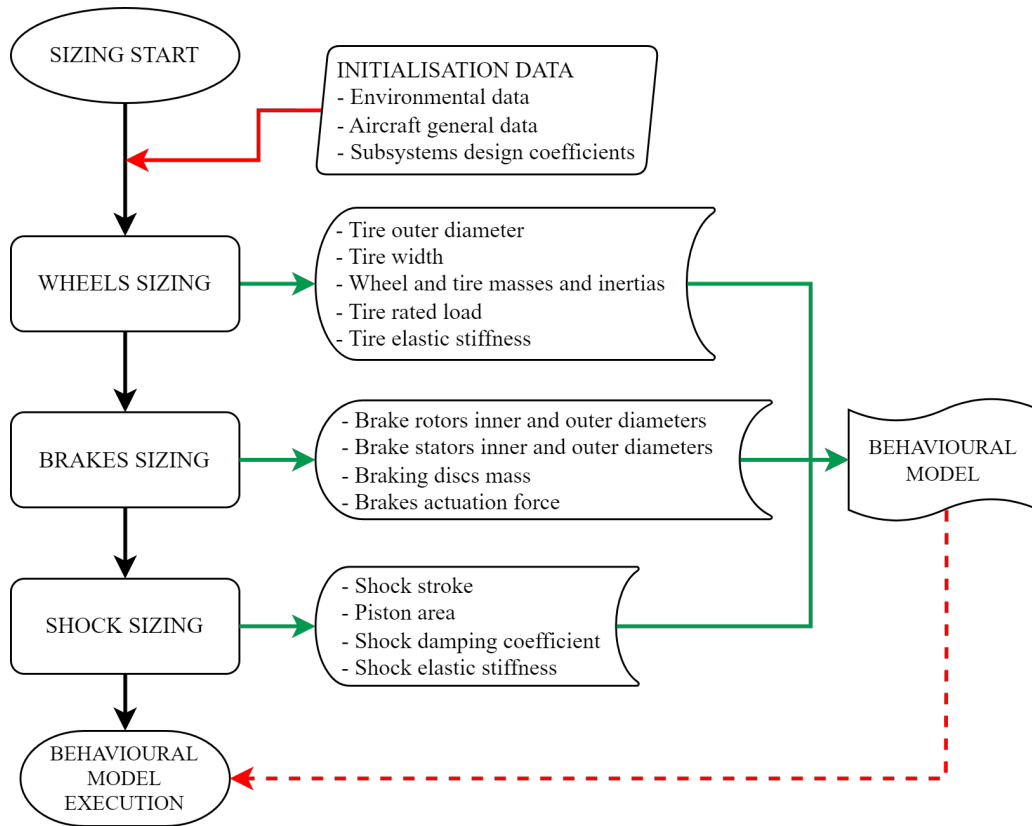 SIZING START
INITIALISATION DATA
- Environmental data
- Aircraft general data
- Subsystems design coefficients
WHEELS SIZING
- Tire outer diameter
- Tire width
- Wheel and tire masses and inertias
- Tire rated load
- Tire elastic stiffness
BRAKES SIZING
- Brake rotors inner and outer diameters
- Brake stators inner and outer diameters
- Braking discs mass
- Brakes actuation force
BEHAVIOURAL
MODEL
SHOCK SIZING
- Shock stroke
- Piston area
- Shock damping coefficient
- Shock elastic stiffness
BEHAVIOURAL
MODEL
EXECUTION